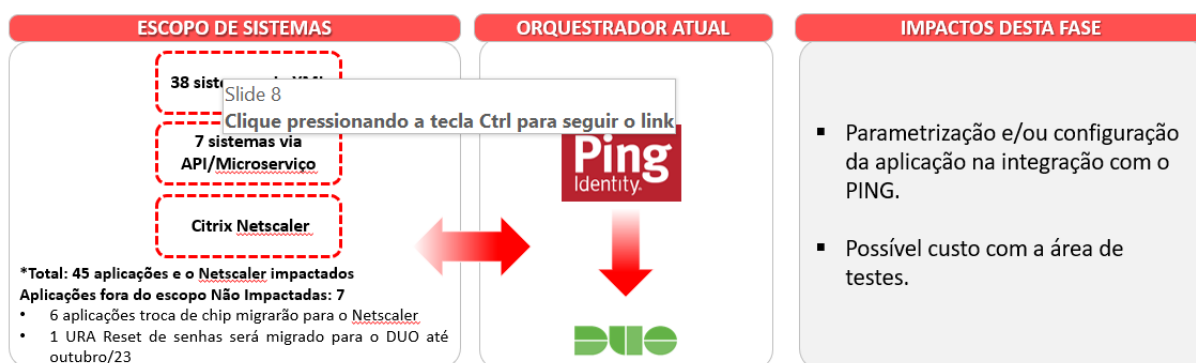 ESCOPO DE SISTEMAS
38
Slide 8
Clique pressionando a tecla Ctrl para seguir o link
7 sistemas via
API/Microserviço
Citrix Netscaler
*Total: 45 aplicações e o Netscaler impactados
Aplicações fora do escopo Não Impactadas: 7
• 6 aplicações troca de chip migrarão para o Netscaler
• 1 URA Reset de senhas será migrado para o DUO até
outubro/23
ORQUESTRADOR ATUAL
Ping
Identity.
DUO
IMPACTOS DESTA FASE
▪ Parametrização e/ou configuração
da aplicação na integração com o
PING.
▪ Possível custo com a área de
testes.